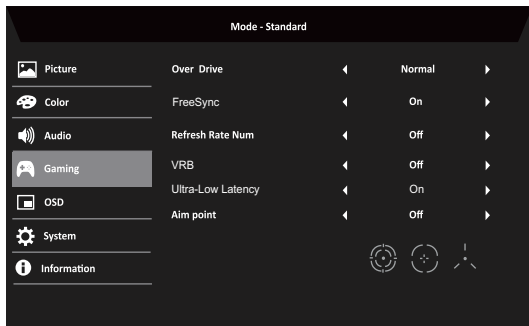 Mode - Standard
Picture
Color
Audio
Gaming
OSD
System
Information
Over Drive Normal
FreeSync On
Refresh Rate Num Off
VRB Off
Ultra-Low Latency On
Aim point Off